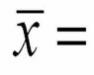 x̄ =